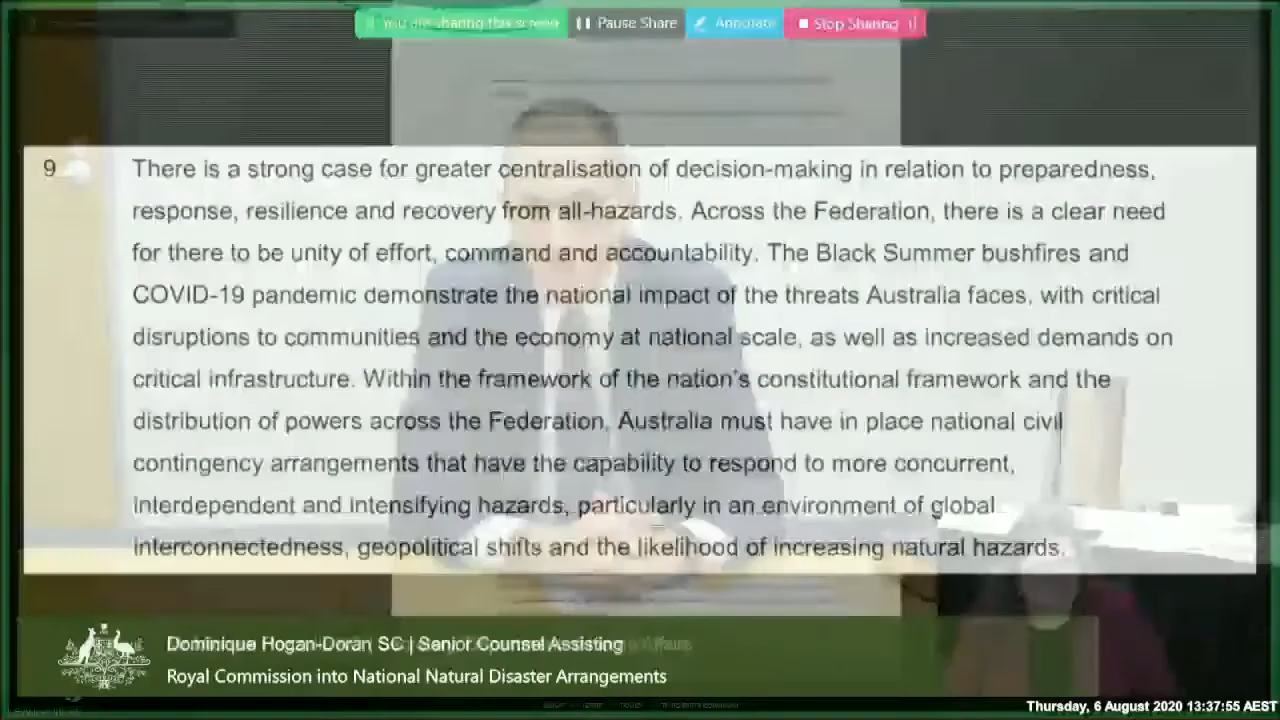 You are sharing this screen
Pause Share
Annotate
Stop Sharing
9 There is a strong case for greater centralisation of decision-making in relation to preparedness,
response, resilience and recovery from all-hazards. Across the Federation, there is a clear need
for there to be unity of effort, command and accountability. The Black Summer bushfires and
COVID-19 pandemic demonstrate the national impact of the threats Australia faces, with critical
disruptions to communities and the economy at national scale, as well as increased demands on
critical infrastructure. Within the framework of the nation's constitutional framework and the
distribution of powers across the Federation, Australia must have in place national civil
contingency arrangements that have the capability to respond to more concurrent,
interdependent and intensifying hazards, particularly in an environment of global
interconnectedness, geopolitical shifts and the likelihood of increasing natural hazards.
Dominique Hogan-Doran SC | Senior Counsel Assisting
Affairs
Royal Commission into National Natural Disaster Arrangements
Thursday, 6 August 2020 13:37:55 AEST